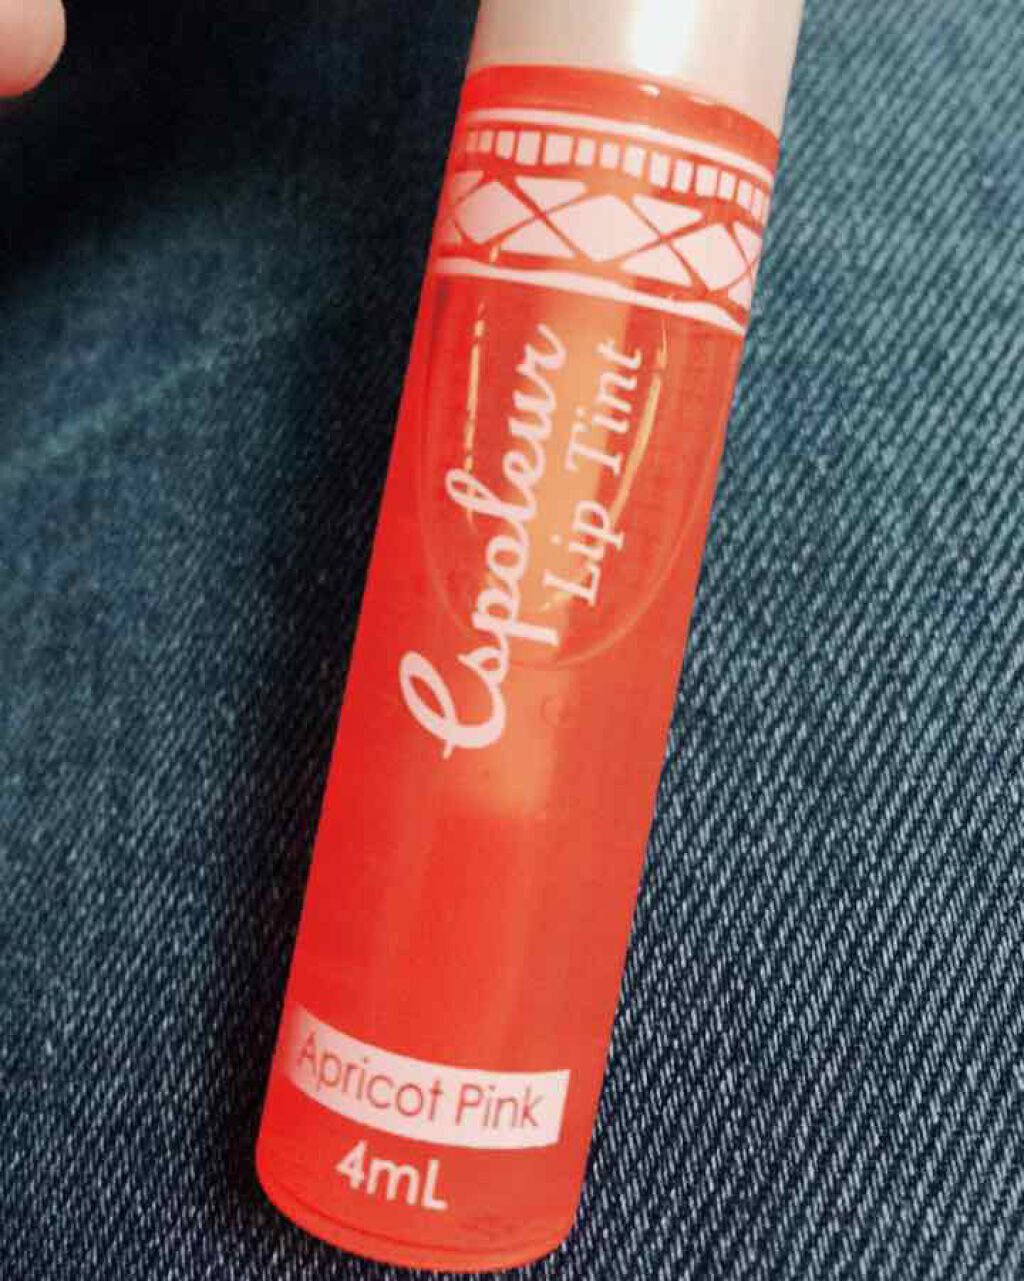 Espoleur
Lip Tint
Apricot Pink
4mL